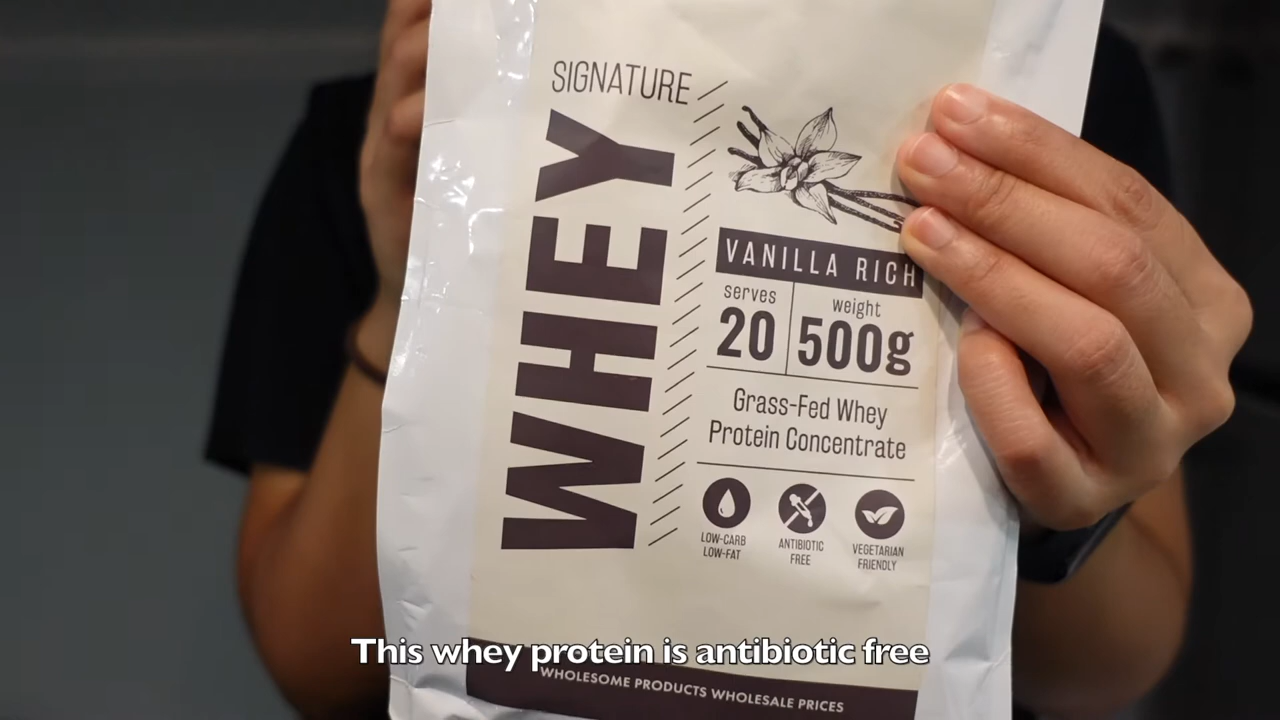 SIGNATURE
WHEY
VANILLA RICH
serves
20
weight
500g
Grass-Fed Whey
Protein Concentrate
LOW-CARB
LOW-FAT
ANTIBIOTIC
FREE
VEGETARIAN
FRIENDLY
This whey protein is antibiotic free
WHOLESOME PRODUCTS WHOLESALE PRICES